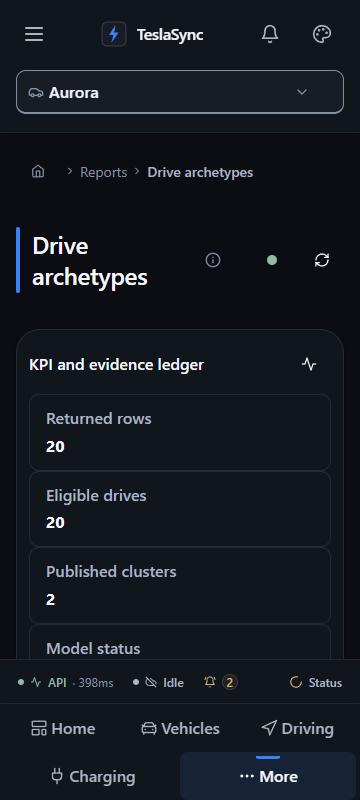 TeslaSync
Aurora
Reports
Drive archetypes
Drive
archetypes
KPI and evidence ledger
Returned rows
20
Eligible drives
20
Published clusters
2
Model status
API · 398ms
Idle
2
Status
Home
Vehicles
Driving
Charging
More